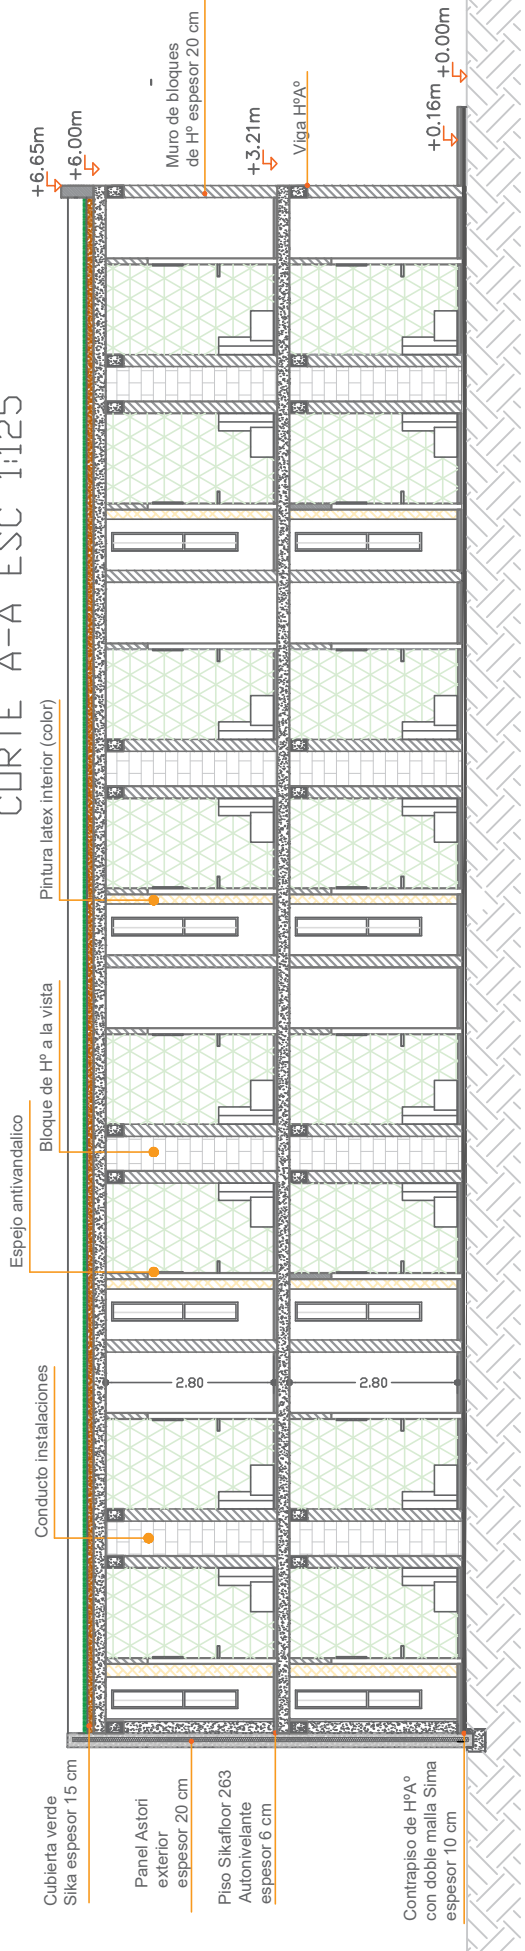 CORTE A-A ESC 1:125
Cubierta verde
Sika espesor 15 cm
Panel Astori
exterior
espesor 20 cm
Piso Sikafloor 263
Autonivelante
espesor 6 cm
Contrapiso de HºAº
con doble malla Sima
espesor 10 cm
Conducto instalaciones
Espejo antivandalico
Bloque de Hº a la vista
Pintura latex interior (color)
2.80
2.80
+6.65m
+6.00m
-
Muro de bloques
de Hº espesor 20 cm
+3.21m
Viga HºAº
+0.16m
+0.00m